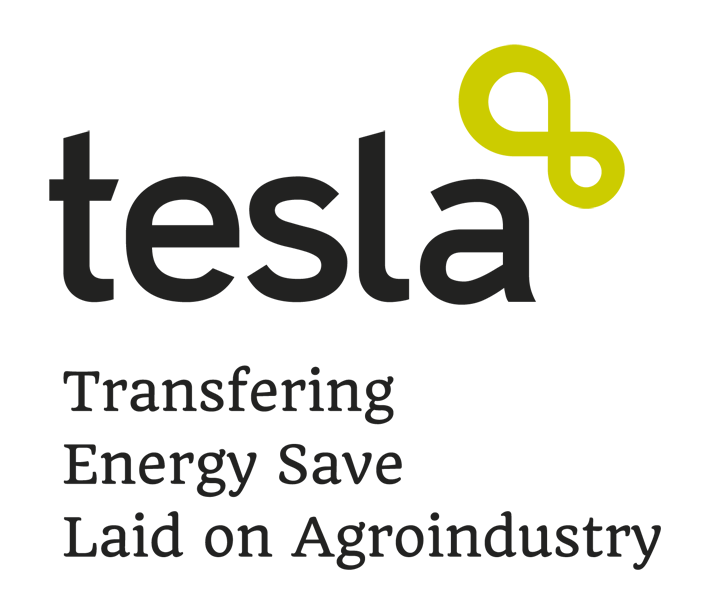 tesla
Transfering
Energy Save
Laid on Agroindustry